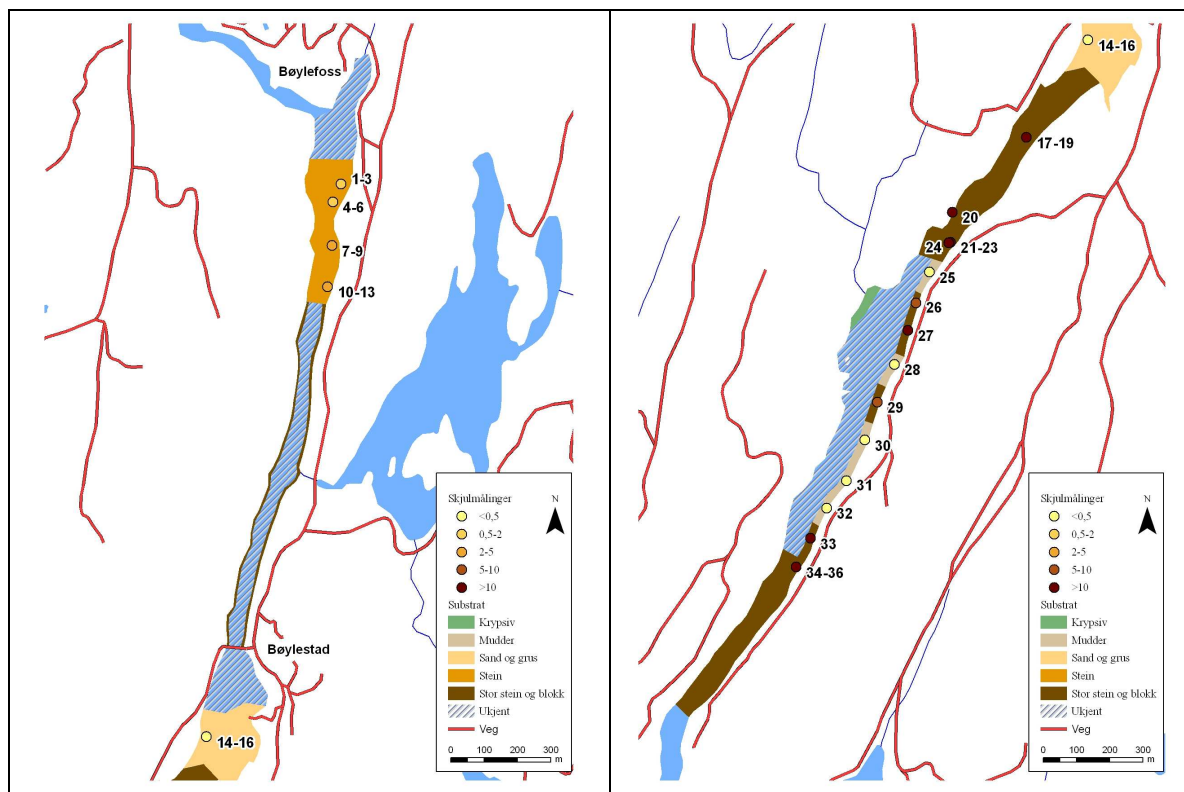 Bøylefoss
1-3
4-6
7-9
10-13
Bøylestad
14-16
Skjulmålinger
N
<0,5
0,5-2
2-5
5-10
>10
Substrat
Krypsiv
Mudder
Sand og grus
Stein
Stor stein og blokk
Ukjent
Veg
0 100 200 300
m
14-16
17-19
20
24 21-23
25
26
27
28
29
30
31
32
33
34-36
Skjulmålinger
N
<0,5
0,5-2
2-5
5-10
>10
Substrat
Krypsiv
Mudder
Sand og grus
Stein
Stor stein og blokk
Ukjent
Veg
0 100 200 300
m